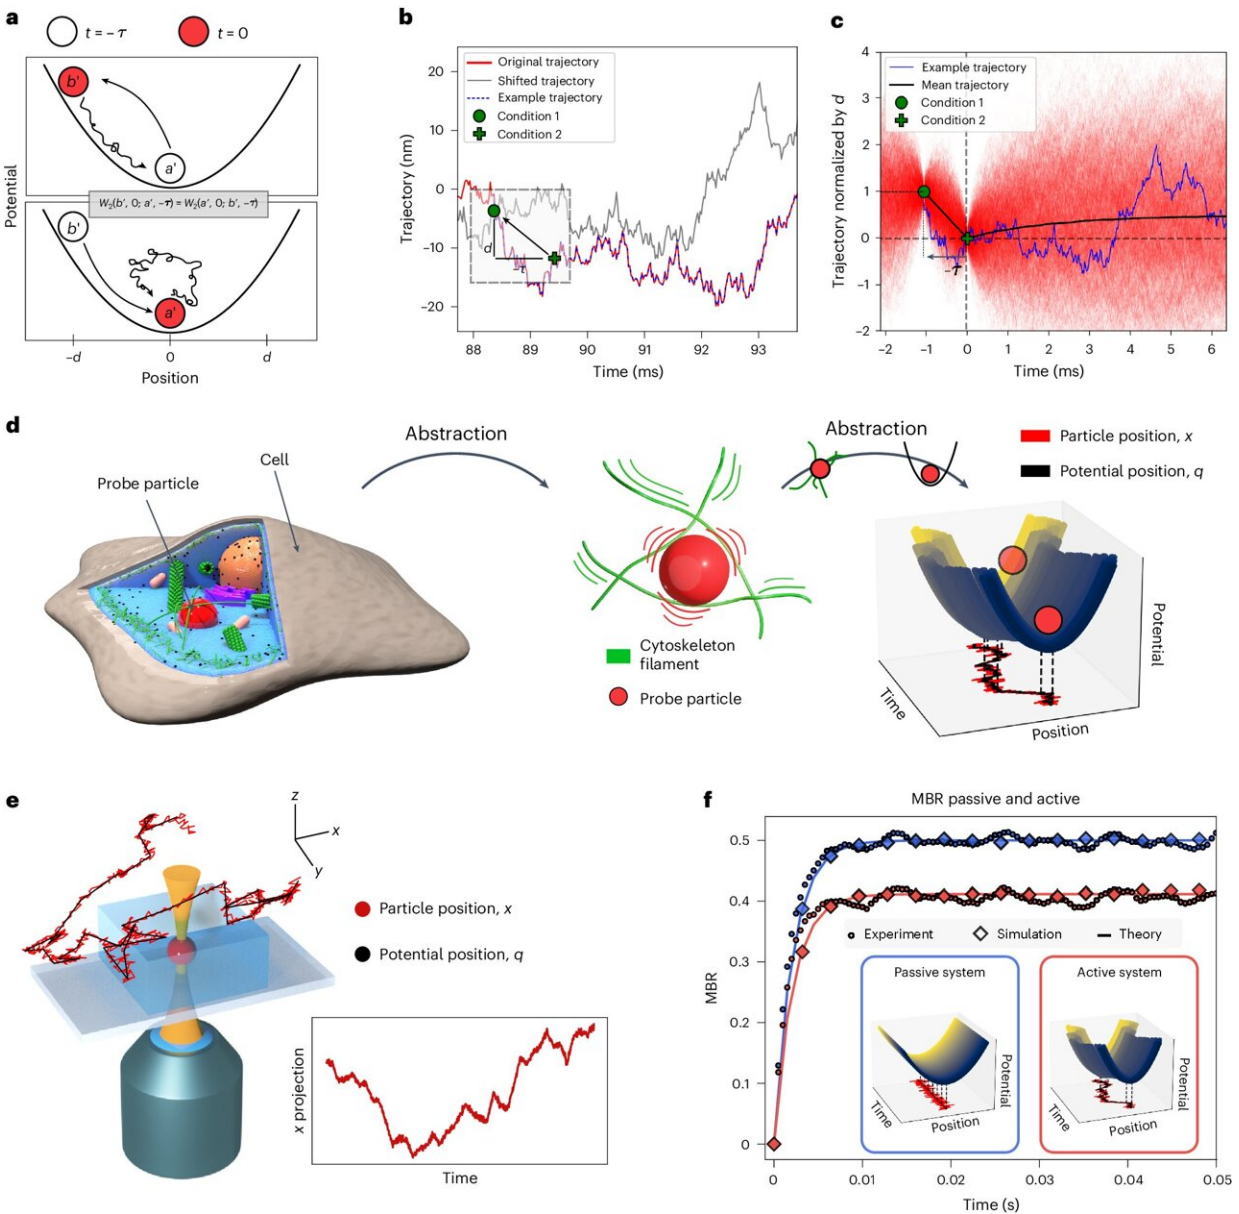 a
t = −τ
t = 0
b'
a'
W₂(b', 0; a', −τ) = W₂(a', 0; b', −τ)
b'
a'
Potential
−d
0
d
Position
b
Original trajectory
Shifted trajectory
Example trajectory
Condition 1
Condition 2
Trajectory (nm)
20
10
0
−10
−20
d
−τ
88
89
90
91
92
93
Time (ms)
c
Example trajectory
Mean trajectory
Condition 1
Condition 2
Trajectory normalized by d
4
3
2
1
0
−1
−2
−τ
−2
−1
0
1
2
3
4
5
6
Time (ms)
d
Probe particle
Cell
Abstraction
Cytoskeleton
filament
Probe particle
Abstraction
Particle position, x
Potential position, q
Potential
Time
Position
e
z
x
y
Particle position, x
Potential position, q
x projection
Time
f
MBR passive and active
MBR
0.5
0.4
0.3
0.2
0.1
0
Experiment
Simulation
Theory
Passive system
Potential
Time
Position
Active system
Potential
Time
Position
0
0.01
0.02
0.03
0.04
0.05
Time (s)